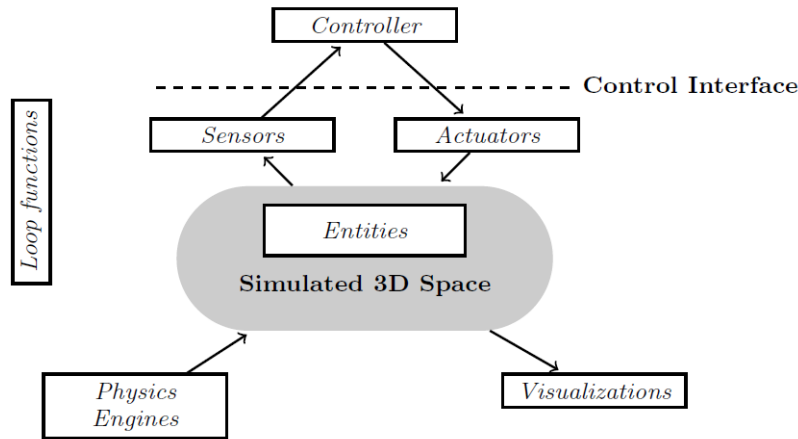 Controller
Control Interface
Sensors
Actuators
Loop functions
Entities
Simulated 3D Space
Physics
Engines
Visualizations